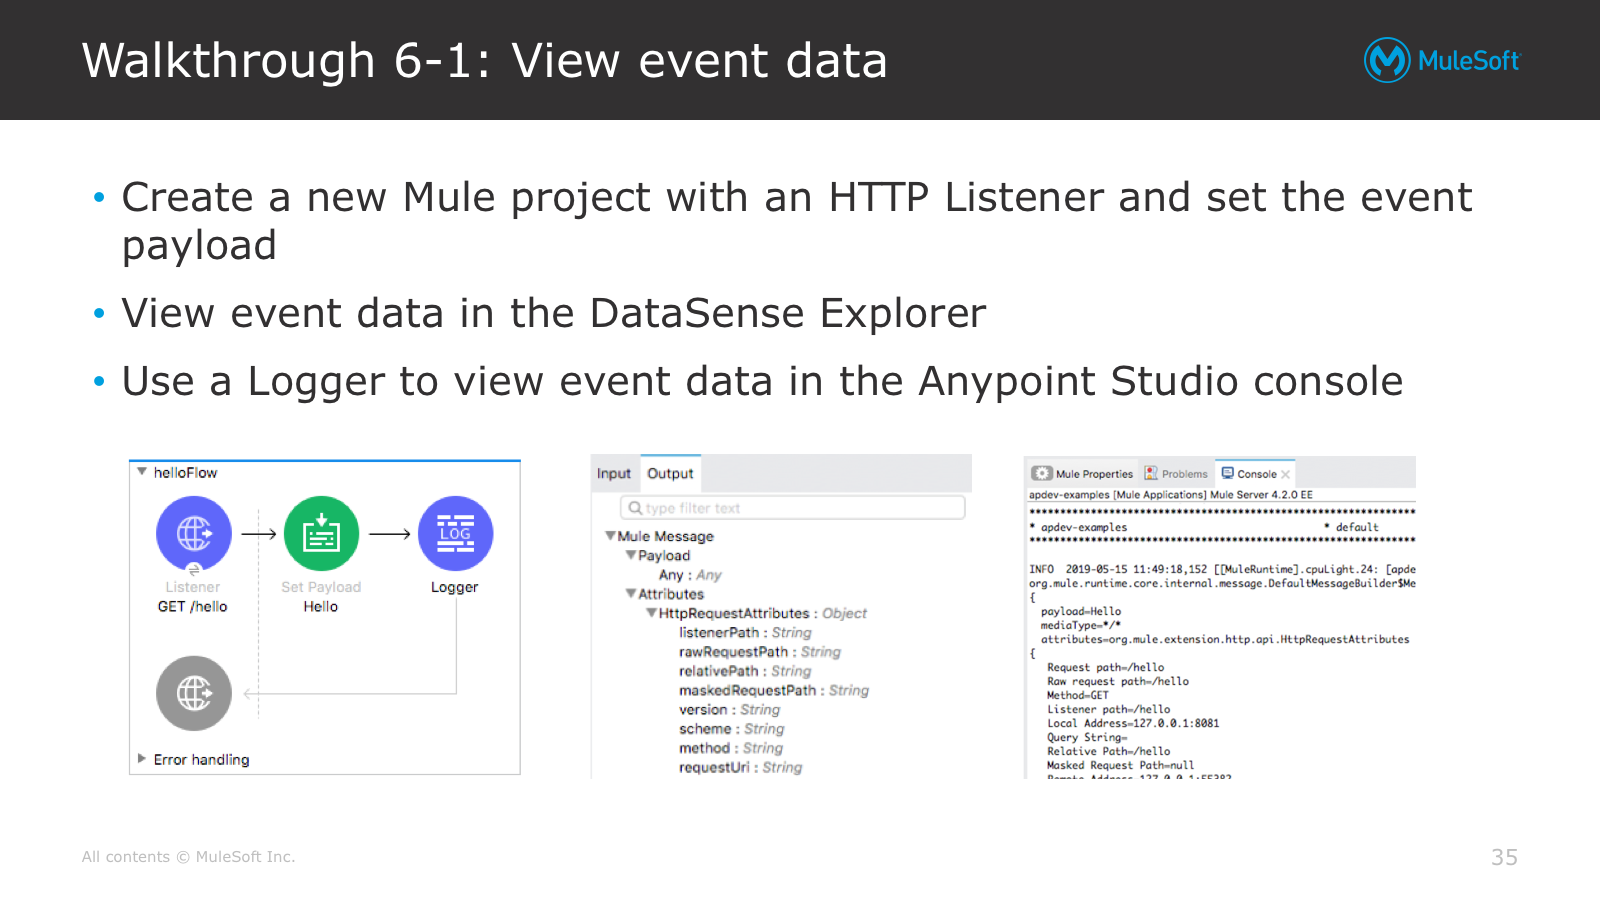 Walkthrough 6-1: View event data
MuleSoft
• Create a new Mule project with an HTTP Listener and set the event
payload
• View event data in the DataSense Explorer
• Use a Logger to view event data in the Anypoint Studio console
helloFlow
LOG
Listener
GET /hello
Set Payload
Hello
Logger
Error handling
Input Output
type filter text
Mule Message
Payload
Any : Any
Attributes
HttpRequestAttributes : Object
listenerPath : String
rawRequestPath : String
relativePath : String
maskedRequestPath : String
version : String
scheme : String
method : String
requestUri : String
Mule Properties Problems Console
apdev-examples [Mule Applications] Mule Server 4.2.0 EE
* apdev-examples * default
INFO 2019-05-15 11:49:18,152 [[MuleRuntime].cpuLight.24: [apde
org.mule.runtime.core.internal.message.DefaultMessageBuilder$Me
{
payload=Hello
mediaType=*/*
attributes=org.mule.extension.http.api.HttpRequestAttributes
{
Request path=/hello
Raw request path=/hello
Method=GET
Listener path=/hello
Local Address=127.0.0.1:8081
Query String=
Relative Path=/hello
Masked Request Path=null
All contents © MuleSoft Inc.
35